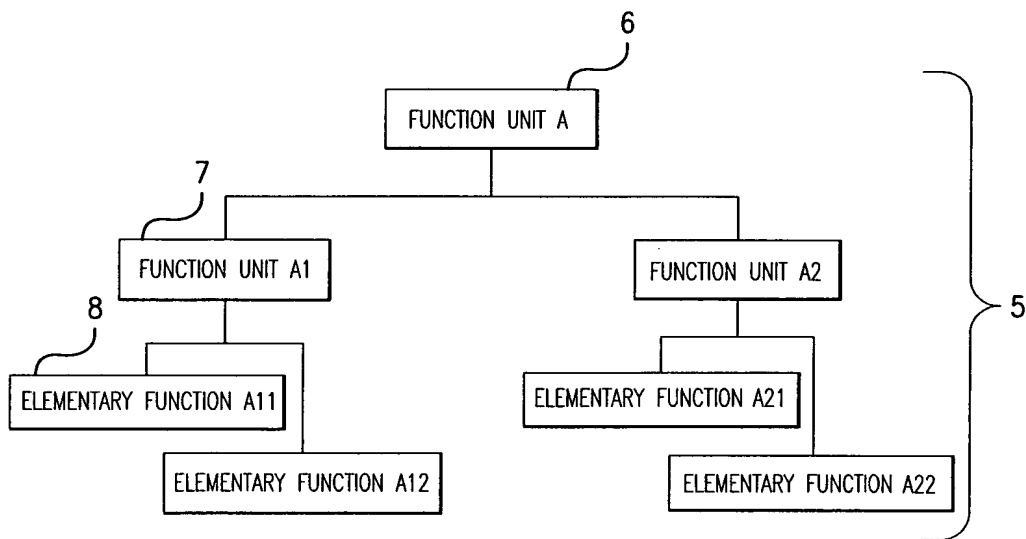 6
FUNCTION UNIT A
7
FUNCTION UNIT A1
FUNCTION UNIT A2
5
8
ELEMENTARY FUNCTION A11
ELEMENTARY FUNCTION A21
ELEMENTARY FUNCTION A12
ELEMENTARY FUNCTION A22